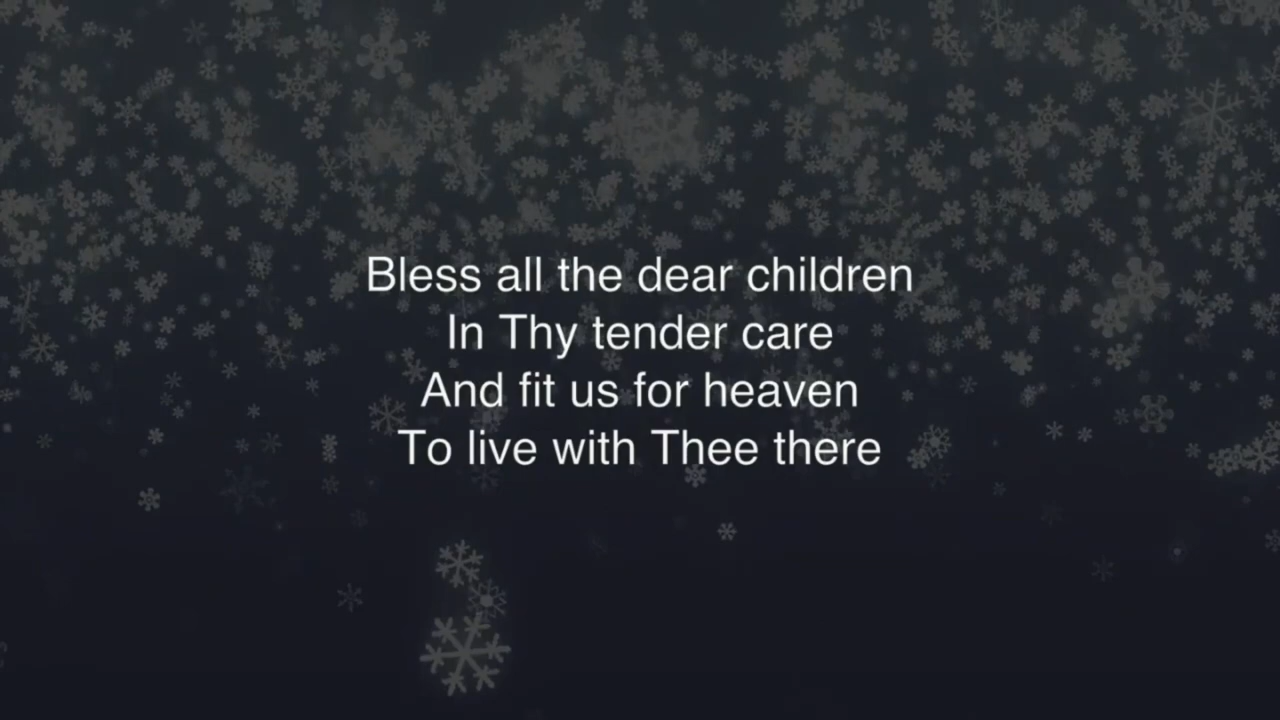 Bless all the dear children
In Thy tender care
And fit us for heaven
To live with Thee there